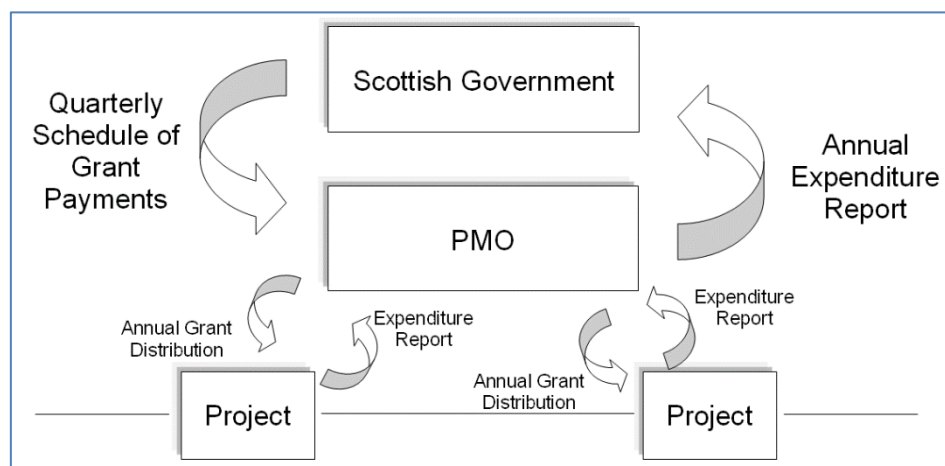 Scottish Government
Quarterly
Schedule of
Grant
Payments
Annual
Expenditure
Report
PMO
Annual Grant
Distribution
Expenditure
Report
Annual Grant
Distribution
Expenditure
Report
Project
Project